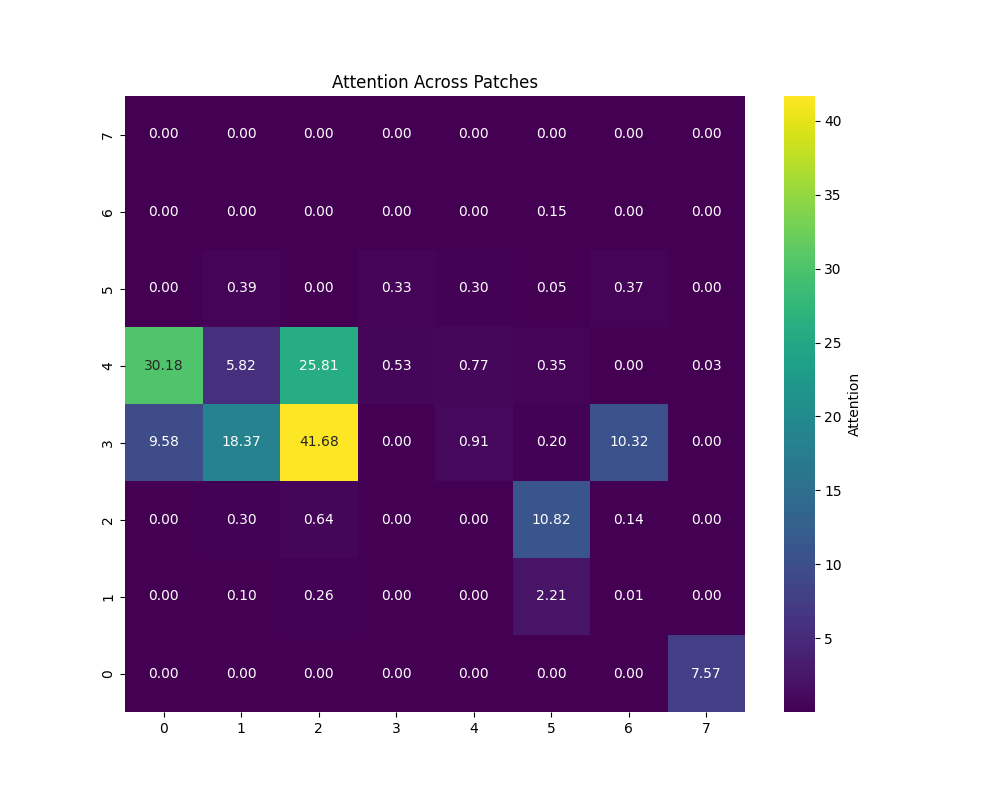 Attention Across Patches
7 0.00 0.00 0.00 0.00 0.00 0.00 0.00 0.00
6 0.00 0.00 0.00 0.00 0.00 0.15 0.00 0.00
5 0.00 0.39 0.00 0.33 0.30 0.05 0.37 0.00
4 30.18 5.82 25.81 0.53 0.77 0.35 0.00 0.03
3 9.58 18.37 41.68 0.00 0.91 0.20 10.32 0.00
2 0.00 0.30 0.64 0.00 0.00 10.82 0.14 0.00
1 0.00 0.10 0.26 0.00 0.00 2.21 0.01 0.00
0 0.00 0.00 0.00 0.00 0.00 0.00 0.00 7.57
0 1 2 3 4 5 6 7
40
35
30
25
20
15
10
5
Attention